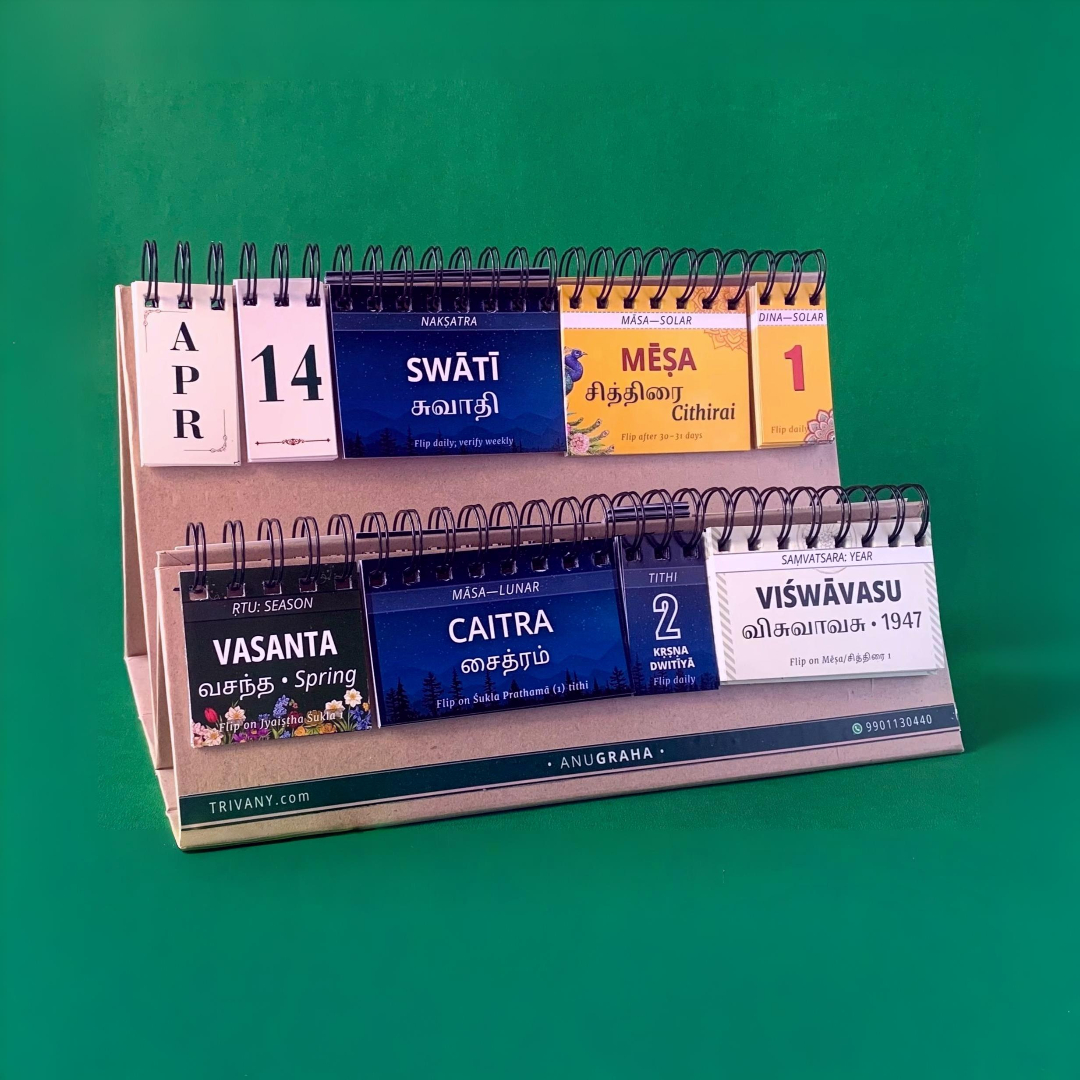 A
P
R
14
NAKṢATRA
SWĀTĪ
சுவாதி
Flip daily; verify weekly
MĀSA—SOLAR
MĒṢA
சித்திரை
Cithirai
Flip after 30–31 days
DINA—SOLAR
1
Flip daily
ṚTU: SEASON
VASANTA
வசந்த • Spring
Flip on Jyaiṣtha Śukla 1
MĀSA—LUNAR
CAITRA
சைத்ரம்
Flip on Śukla Prathamā (1) tithi
TITHI
2
KṚṢṆA
DWITĪYĀ
Flip daily
SAṂVATSARA: YEAR
VIŚWĀVASU
விசுவாவசு • 1947
Flip on Mēṣa/சித்திரை 1
TRIVANY.com
• ANUGRAHA •
9901130440